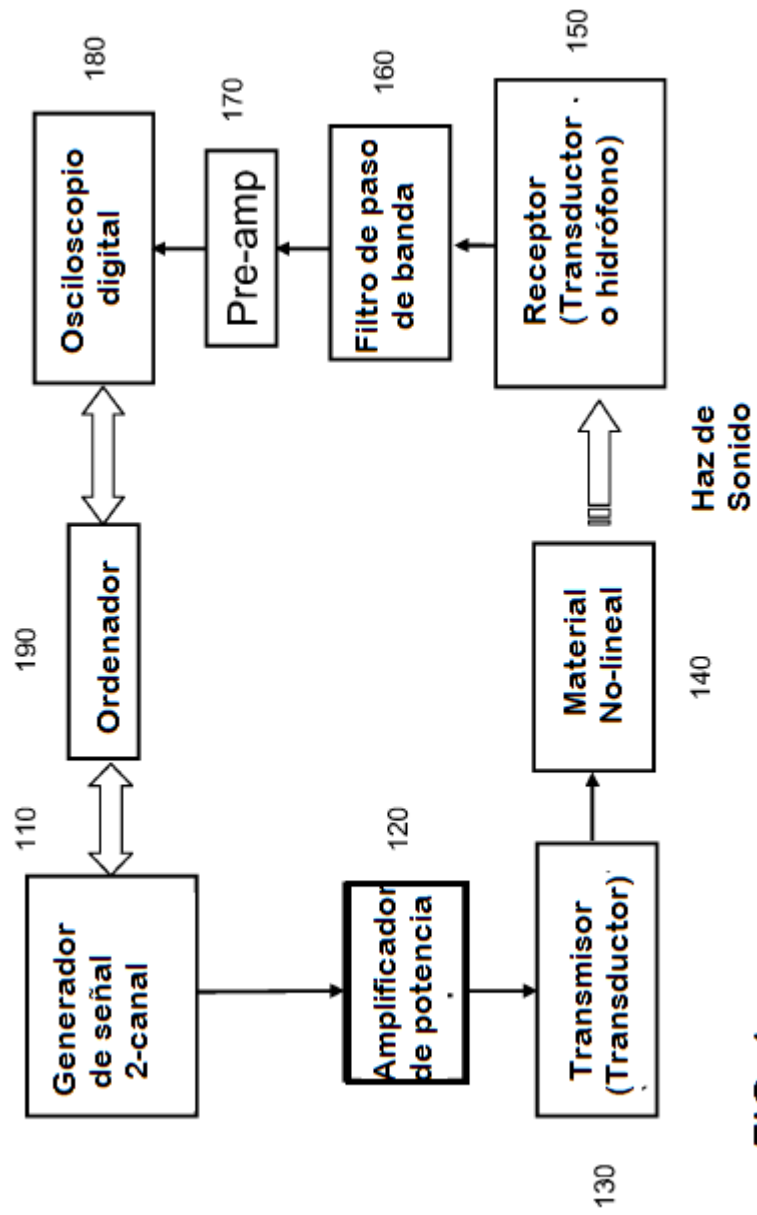 110
190
180
Generador
de señal
2-canal
Ordenador
Osciloscopio
digital
170
Pre-amp
120
Amplificador
de potencia
160
Filtro de paso
de banda
130
Transmisor
(Transductor)
Material
No-lineal
140
Haz de
Sonido
150
Receptor
(Transductor
o hidrófóno)